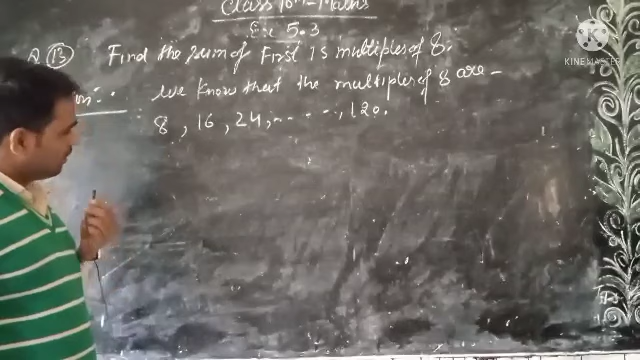 Class 10th Maths
Ex 5.3
Q. 13 Find the sum of First 15 multiples of 8.
We know that the multiples of 8 are -
8, 16, 24, ......, 120.
KINEMASTER